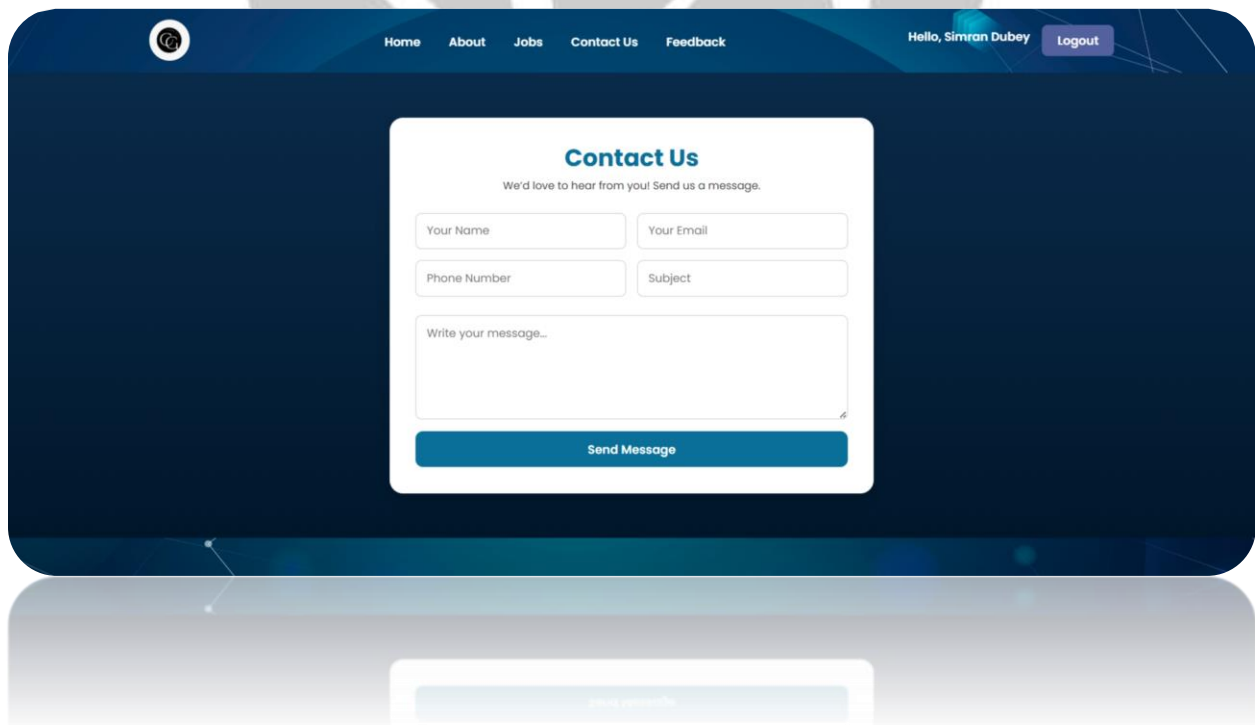 Home About Jobs Contact Us Feedback Hello, Simran Dubey Logout
Contact Us
We'd love to hear from you! Send us a message.
Your Name Your Email
Phone Number Subject
Write your message...
Send Message